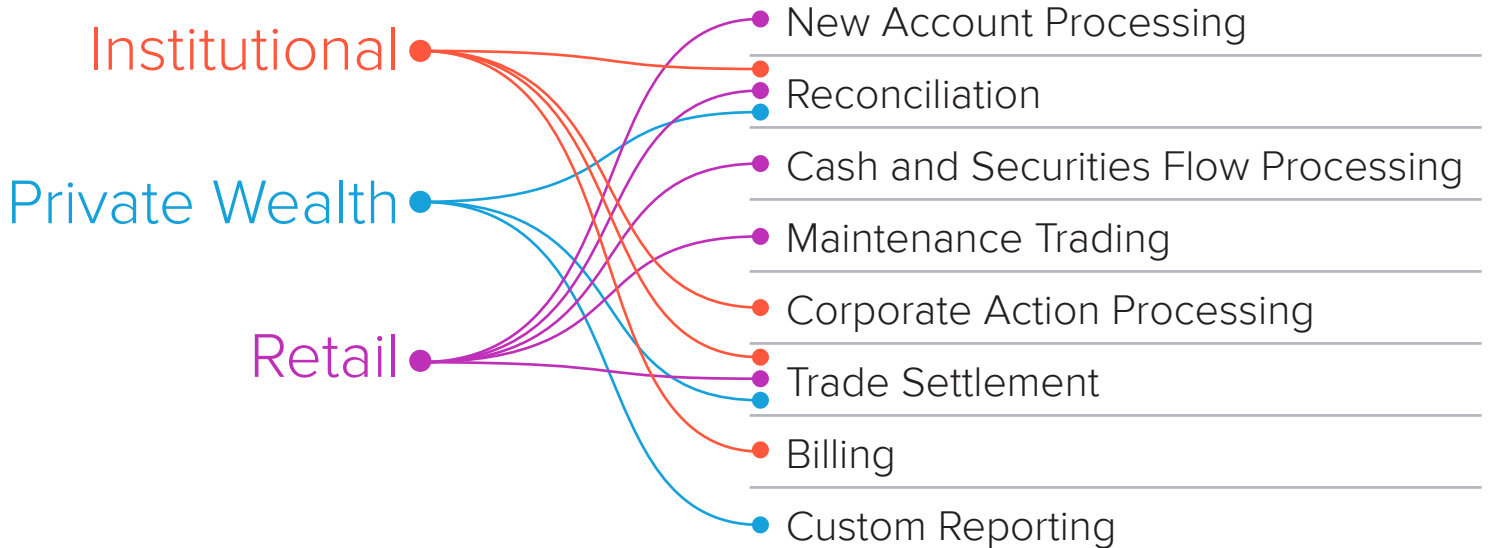 Institutional
Private Wealth
Retail
New Account Processing
Reconciliation
Cash and Securities Flow Processing
Maintenance Trading
Corporate Action Processing
Trade Settlement
Billing
Custom Reporting